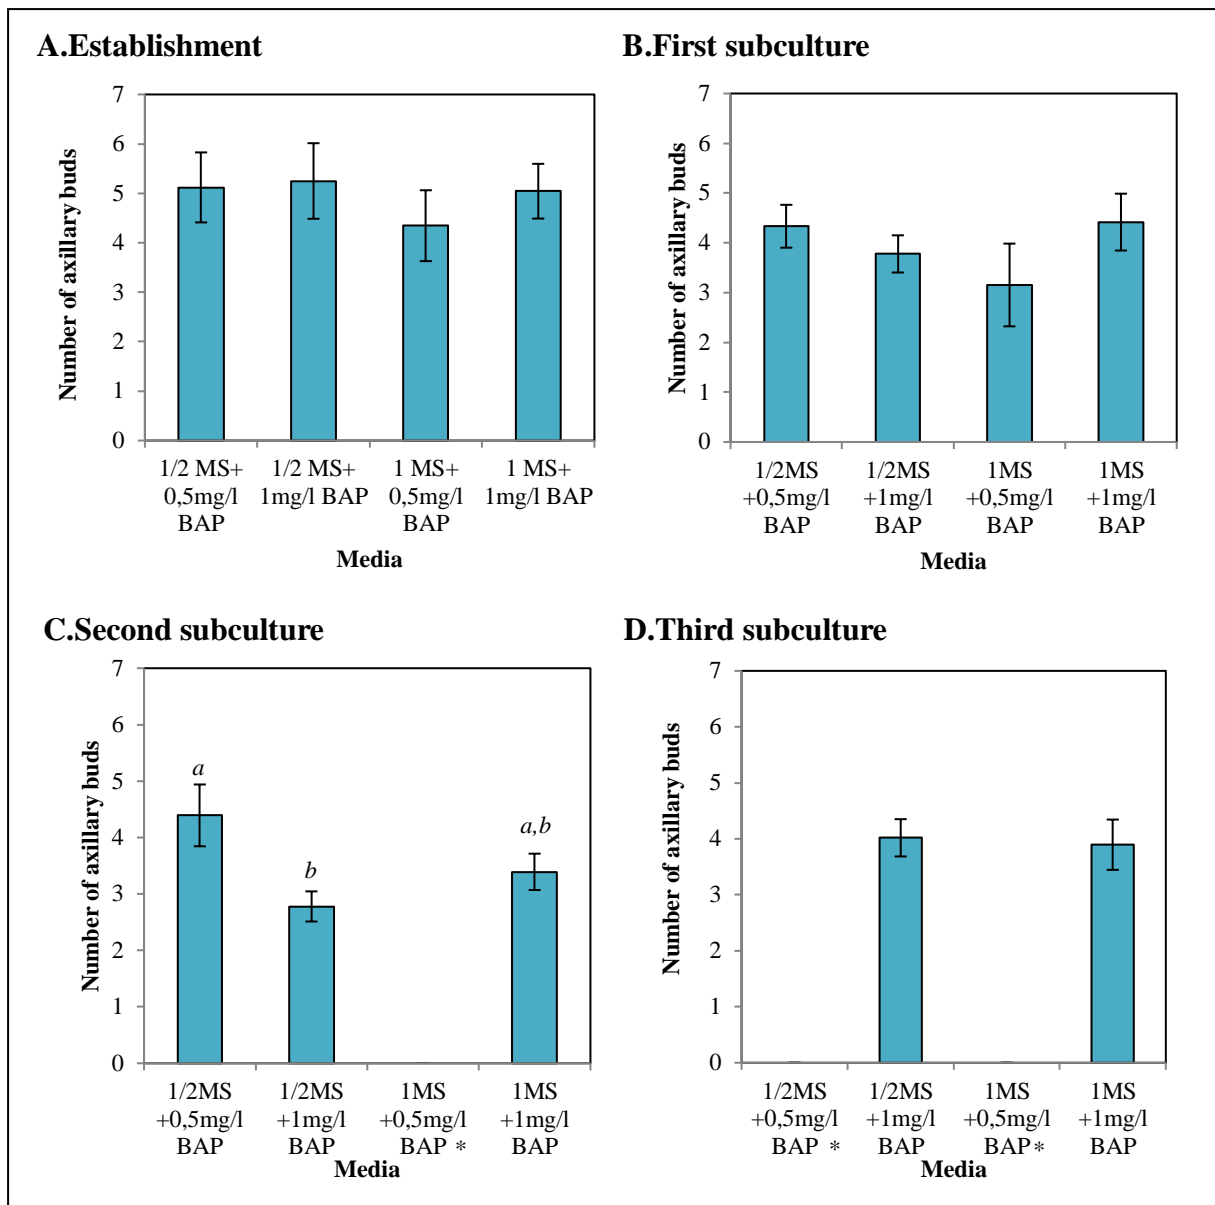 A.Establishment
Number of axillary buds
7
6
5
4
3
2
1
0
1/2 MS+ 1/2 MS+ 1 MS+ 1 MS+
0,5mg/l 1mg/l BAP 0,5mg/l 1mg/l BAP
BAP BAP
Media
B.First subculture
Number of axillary buds
7
6
5
4
3
2
1
0
1/2MS 1/2MS 1MS 1MS
+0,5mg/l +1mg/l +0,5mg/l +1mg/l
BAP BAP BAP BAP
Media
C.Second subculture
Number of axillary buds
7
6
5
4
3
2
1
0
a
b
a,b
1/2MS 1/2MS 1MS 1MS
+0,5mg/l +1mg/l +0,5mg/l +1mg/l
BAP BAP BAP * BAP
Media
D.Third subculture
Number of axillary buds
7
6
5
4
3
2
1
0
1/2MS 1/2MS 1MS 1MS
+0,5mg/l +1mg/l +0,5mg/l +1mg/l
BAP * BAP BAP * BAP
Media